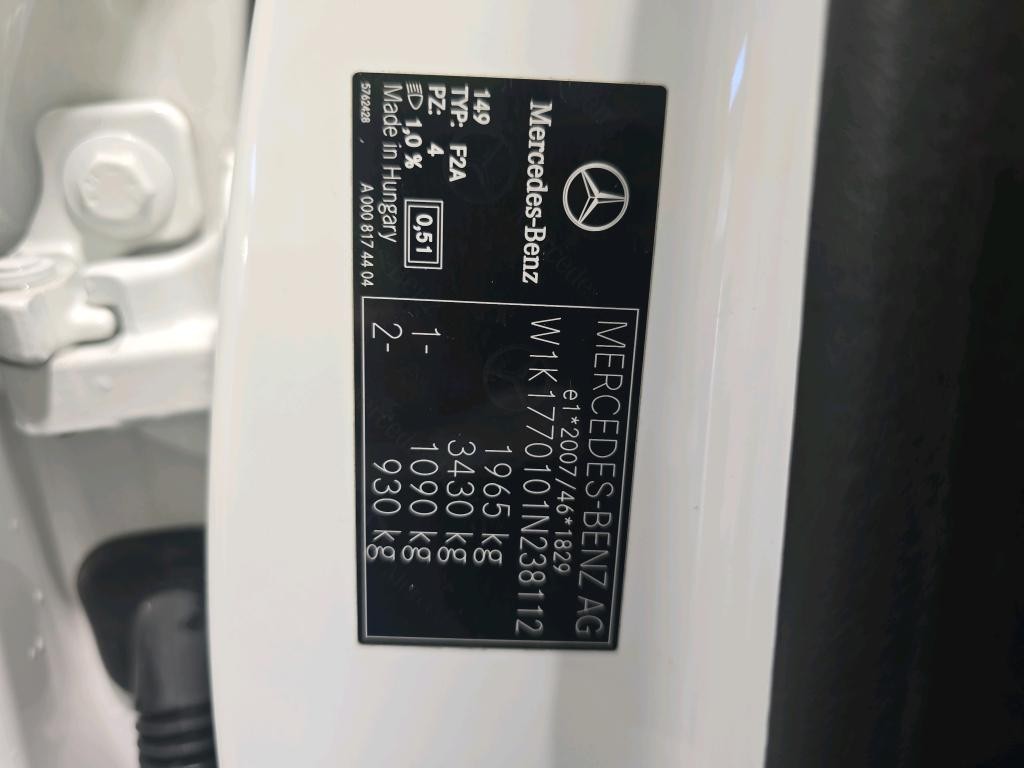 Mercedes-Benz
149
TYP: F2A
PZ: 4
1,0 %
0,51
Made in Hungary
5762428
A 000 817 44 04
MERCEDES-BENZ AG
e1*2007/46*1829
W1K1770101N238112
1965 kg
3430 kg
1- 1090 kg
2- 930 kg